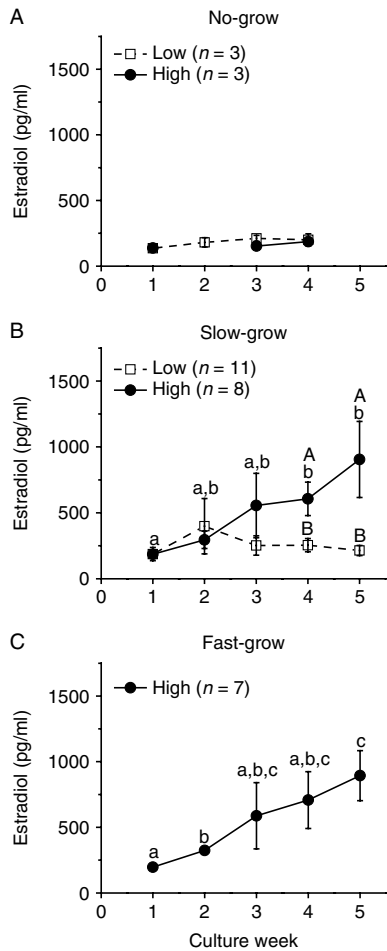 A
No-grow
1500
Low (n = 3)
High (n = 3)
1000
500
0
Estradiol (pg/ml)
0 1 2 3 4 5
B
Slow-grow
1500
Low (n = 11)
High (n = 8)
1000
500
0
Estradiol (pg/ml)
a
a,b
a,b
A
b
A
b
B
B
0 1 2 3 4 5
C
Fast-grow
1500
High (n = 7)
1000
500
0
Estradiol (pg/ml)
a
b
a,b,c
a,b,c
c
0 1 2 3 4 5
Culture week